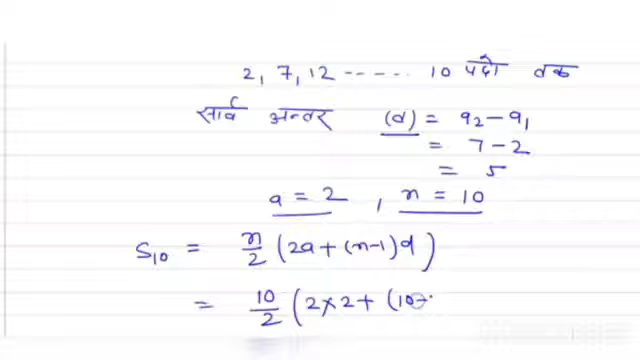 2, 7, 12 ------ 10 पदों तक
सार्व अन्तर (d) = a₂ - a₁
= 7 - 2
= 5
a = 2 , n = 10
S₁₀ = n/2 (2a + (n-1)d)
= 10/2 (2×2 + (10-